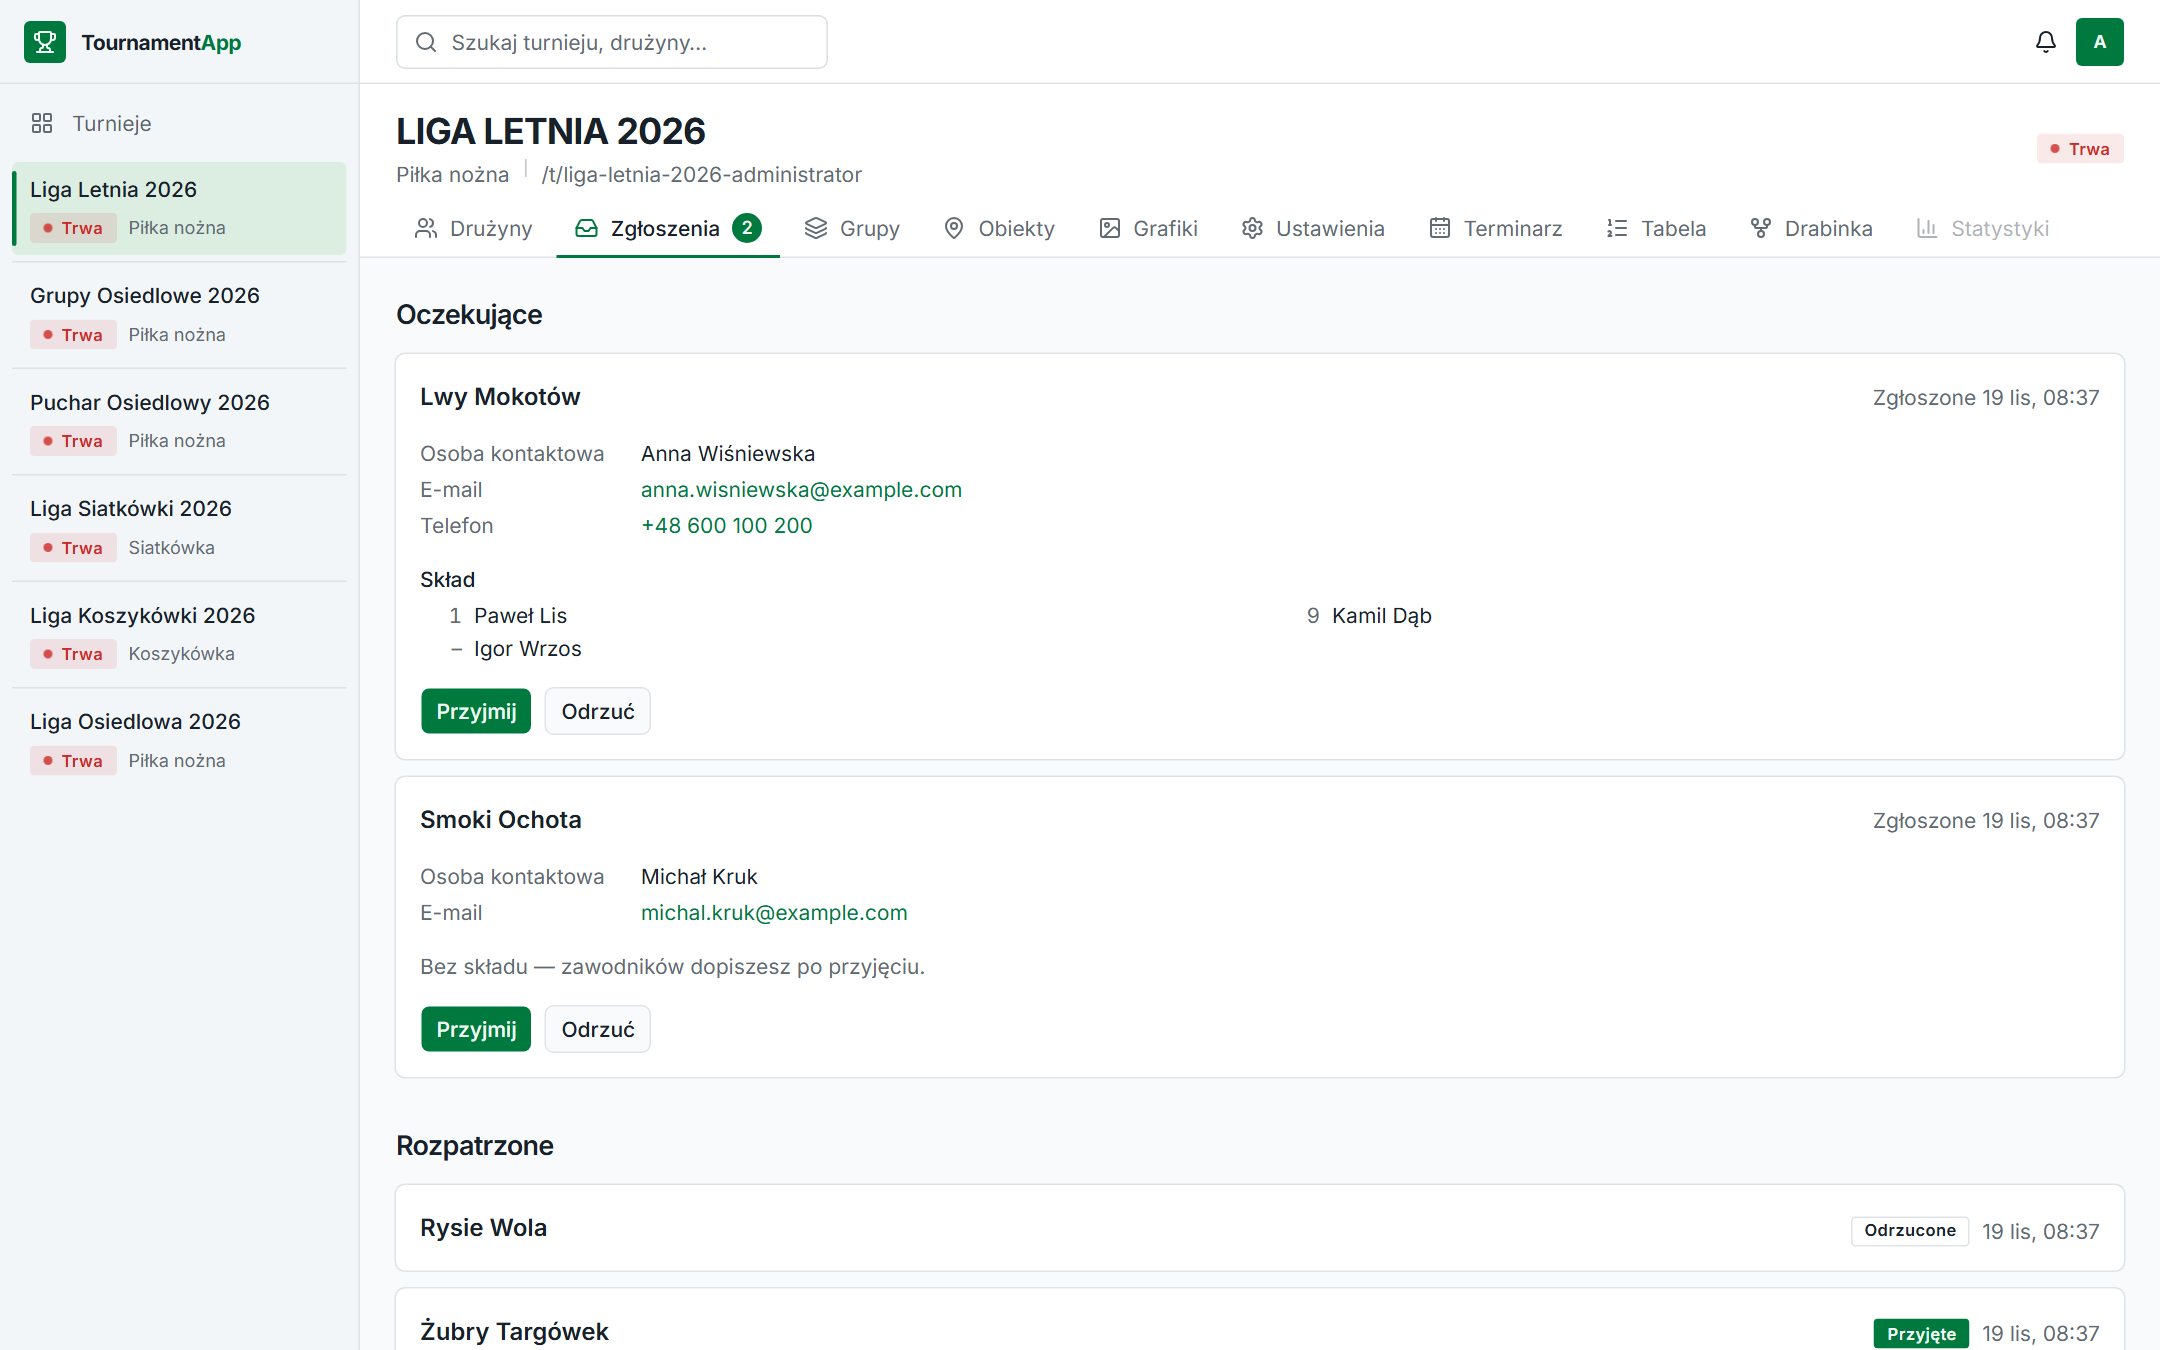 TournamentApp
Szukaj turnieju, drużyny...
A
Turnieje
Liga Letnia 2026
Trwa Piłka nożna
Grupy Osiedlowe 2026
Trwa Piłka nożna
Puchar Osiedlowy 2026
Trwa Piłka nożna
Liga Siatkówki 2026
Trwa Siatkówka
Liga Koszykówki 2026
Trwa Koszykówka
Liga Osiedlowa 2026
Trwa Piłka nożna
LIGA LETNIA 2026
Piłka nożna /t/liga-letnia-2026-administrator
Trwa
Drużyny Zgłoszenia 2 Grupy Obiekty Grafiki Ustawienia Terminarz Tabela Drabinka Statystyki
Oczekujące
Lwy Mokotów Zgłoszone 19 lis, 08:37
Osoba kontaktowa Anna Wiśniewska
E-mail anna.wisniewska@example.com
Telefon +48 600 100 200
Skład
1 Paweł Lis 9 Kamil Dąb
– Igor Wrzos
Przyjmij Odrzuć
Smoki Ochota Zgłoszone 19 lis, 08:37
Osoba kontaktowa Michał Kruk
E-mail michal.kruk@example.com
Bez składu — zawodników dopiszesz po przyjęciu.
Przyjmij Odrzuć
Rozpatrzone
Rysie Wola Odrzucone 19 lis, 08:37
Żubry Targówek Przyjęte 19 lis, 08:37